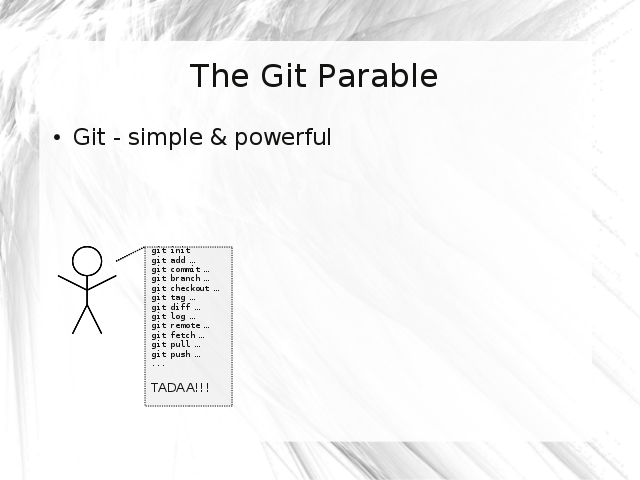 The Git Parable
• Git - simple & powerful
git init
git add …
git commit …
git branch …
git checkout …
git tag …
git diff …
git log …
git remote …
git fetch …
git pull …
git push …
...
TADAA!!!